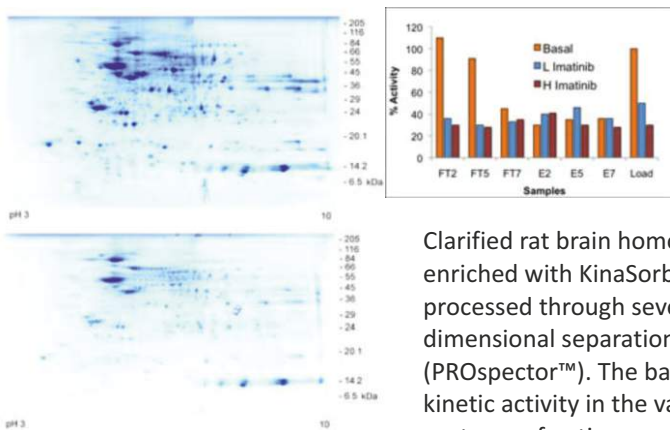 - 205
- 116
- 84
- 66
- 55
- 45
- 36
- 29
- 24
- 20.1
- 14.2
- 6.5 kDa
pH 3
10
120
100
80
60
40
20
0
% Activity
Basal
L Imatinib
H Imatinib
FT2 FT5 FT7 E2 E5 E7 Load
Samples
- 205
- 116
- 84
- 66
- 55
- 45
- 36
- 29
- 24
- 20.1
- 14.2
- 6.5 kDa
pH 3
10
Clarified rat brain home
enriched with KinaSorb
processed through seve
dimensional separation
(PROspector™). The ba
kinetic activity in the va